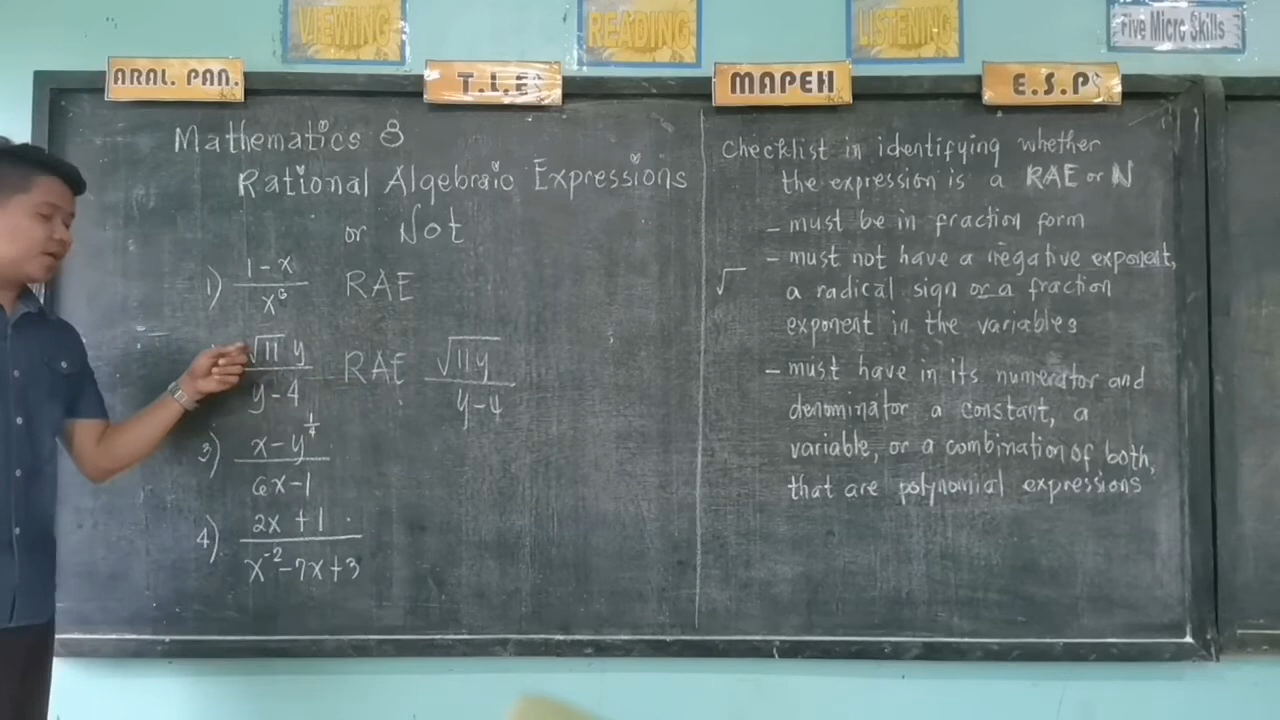 VIEWING
READING
LISTENING
Five Micro Skills
ARAL. PAN.
T.L.E
MAPEH
E.S.P
Mathematics 8
Rational Algebraic Expressions
or Not
1) 1-x / x⁶ RAE
√11 y / y-4 RAE √11y / y-4
3) x-y^1/4 / 6x-1
4) 2x+1 / x⁻²-7x+3
Checklist in identifying whether
the expression is a RAE or N
- must be in fraction form
- must not have a negative exponent,
√ a radical sign or a fraction
exponent in the variables
- must have in its numerator and
denominator a constant, a
variable, or a combination of both,
that are polynomial expressions